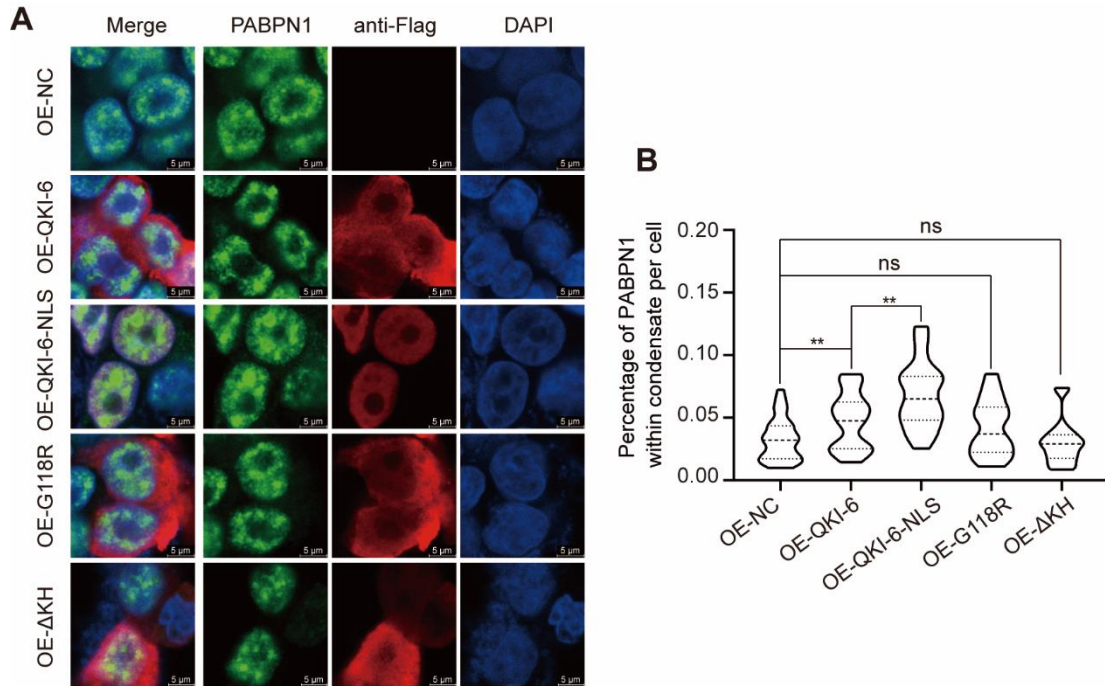 A
Merge PABPN1 anti-Flag DAPI
OE-NC
5 µm 5 µm 5 µm 5 µm
OE-QKI-6
5 µm 5 µm 5 µm 5 µm
OE-QKI-6-NLS
5 µm 5 µm 5 µm 5 µm
OE-G118R
5 µm 5 µm 5 µm 5 µm
OE-ΔKH
5 µm 5 µm 5 µm 5 µm
B
Percentage of PABPN1
within condensate per cell
0.20
0.15
0.10
0.05
0.00
ns
ns
**
**
OE-NC
OE-QKI-6
OE-QKI-6-NLS
OE-G118R
OE-ΔKH